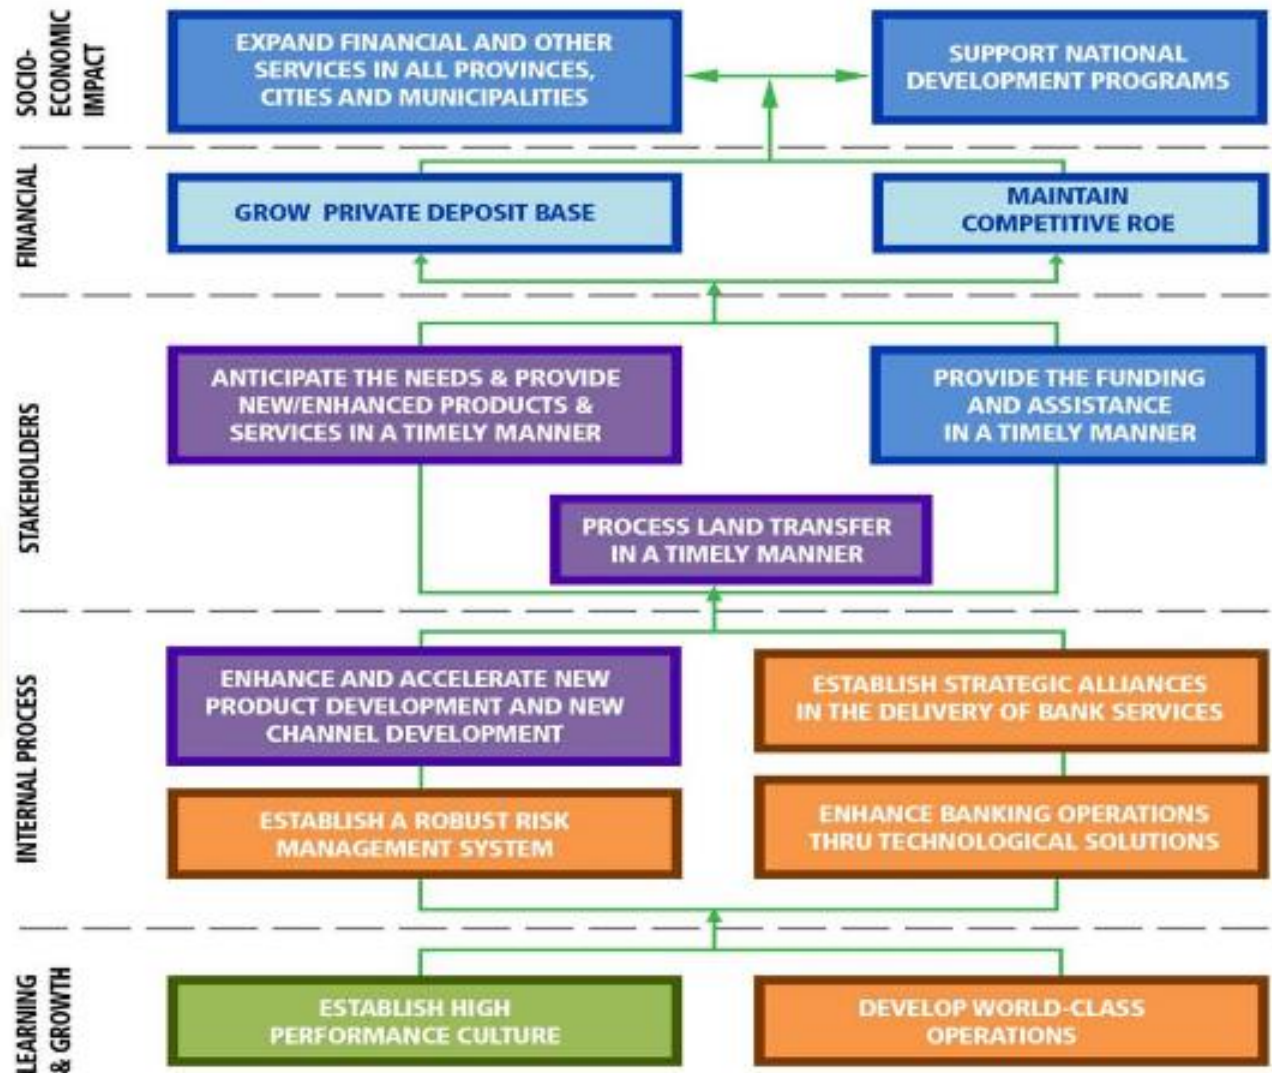 SOCIO-
ECONOMIC
IMPACT
EXPAND FINANCIAL AND OTHER
SERVICES IN ALL PROVINCES,
CITIES AND MUNICIPALITIES
SUPPORT NATIONAL
DEVELOPMENT PROGRAMS
FINANCIAL
GROW PRIVATE DEPOSIT BASE
MAINTAIN
COMPETITIVE ROE
STAKEHOLDERS
ANTICIPATE THE NEEDS & PROVIDE
NEW/ENHANCED PRODUCTS &
SERVICES IN A TIMELY MANNER
PROVIDE THE FUNDING
AND ASSISTANCE
IN A TIMELY MANNER
PROCESS LAND TRANSFER
IN A TIMELY MANNER
INTERNAL PROCESS
ENHANCE AND ACCELERATE NEW
PRODUCT DEVELOPMENT AND NEW
CHANNEL DEVELOPMENT
ESTABLISH STRATEGIC ALLIANCES
IN THE DELIVERY OF BANK SERVICES
ESTABLISH A ROBUST RISK
MANAGEMENT SYSTEM
ENHANCE BANKING OPERATIONS
THRU TECHNOLOGICAL SOLUTIONS
LEARNING
& GROWTH
ESTABLISH HIGH
PERFORMANCE CULTURE
DEVELOP WORLD-CLASS
OPERATIONS